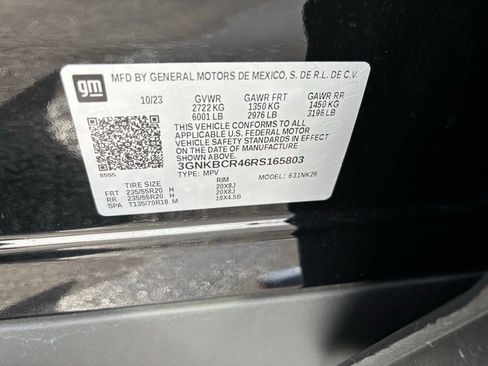 gm MFD BY GENERAL MOTORS DE MEXICO, S. DE R.L. DE C.V.
10/23 GVWR GAWR FRT GAWR RR
2722 KG 1350 KG 1450 KG
6001 LB 2976 LB 3196 LB
THIS VEHICLE CONFORMS TO ALL
APPLICABLE U.S. FEDERAL MOTOR
VEHICLE SAFETY STANDARDS IN EFFECT
ON THE DATE OF MANUFACTURE
SHOWN ABOVE.
3GNKBCR46RS165803
8555 TYPE: MPV MODEL: 631NK26
TIRE SIZE RIM
FRT 235/55R20 H 20X8J
RR 235/55R20 H 20X8J
SPA T135/70R18 M 18X4.5B